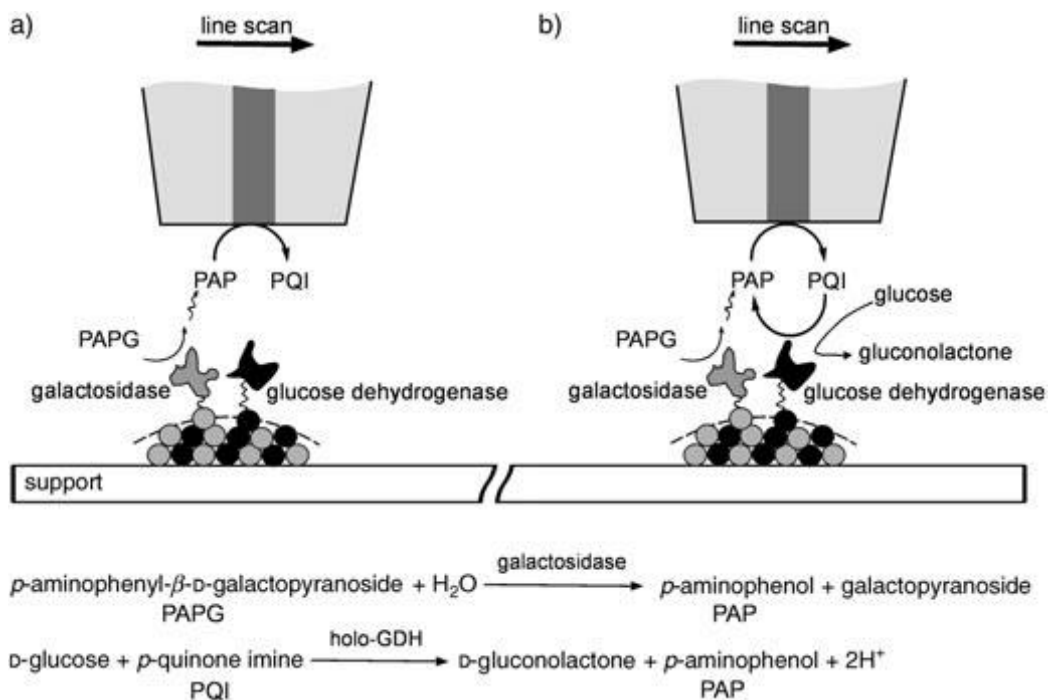 a) line scan b) line scan
PAP PQI PAP PQI glucose
PAPG PAPG gluconolactone
galactosidase glucose dehydrogenase galactosidase glucose dehydrogenase
support
galactosidase
p-aminophenyl-β-D-galactopyranoside + H₂O p-aminophenol + galactopyranoside
PAPG PAP
holo-GDH
D-glucose + p-quinone imine D-gluconolactone + p-aminophenol + 2H⁺
PQI PAP